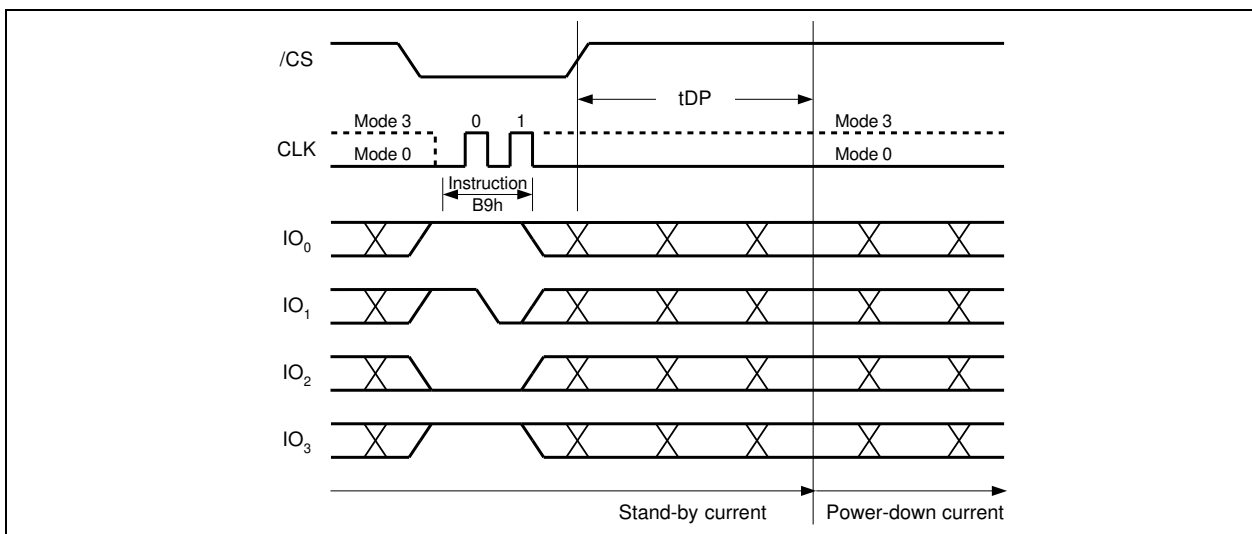 /CS
tDP
Mode 3 0 1 Mode 3
CLK
Mode 0 Mode 0
Instruction
B9h
IO0
IO1
IO2
IO3
Stand-by current Power-down current